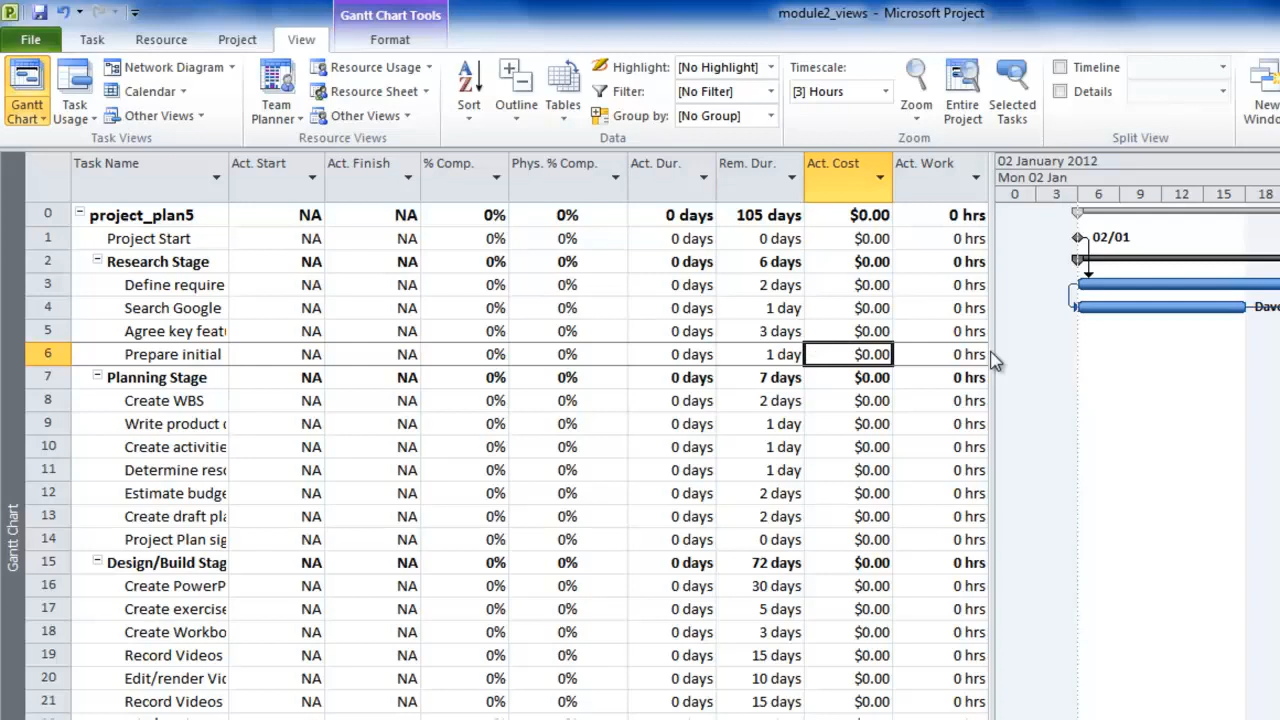 module2_views - Microsoft Project
Gantt Chart Tools
File Task Resource Project View Format
Gantt Chart
Task Usage
Network Diagram
Calendar
Other Views
Task Views
Team Planner
Resource Usage
Resource Sheet
Other Views
Resource Views
Sort
Outline
Tables
Highlight: [No Highlight]
Filter: [No Filter]
Group by: [No Group]
Data
Timescale:
[3] Hours
Zoom
Entire Project
Selected Tasks
Zoom
Timeline
Details
Split View
New
Task Name Act. Start Act. Finish % Comp. Phys. % Comp. Act. Dur. Rem. Dur. Act. Cost Act. Work
02 January 2012
Mon 02 Jan
0 3 6 9 12 15 18
0 project_plan5 NA NA 0% 0% 0 days 105 days $0.00 0 hrs
1 Project Start NA NA 0% 0% 0 days 0 days $0.00 0 hrs 02/01
2 Research Stage NA NA 0% 0% 0 days 6 days $0.00 0 hrs
3 Define require NA NA 0% 0% 0 days 2 days $0.00 0 hrs
4 Search Google NA NA 0% 0% 0 days 1 day $0.00 0 hrs
5 Agree key feat NA NA 0% 0% 0 days 3 days $0.00 0 hrs
6 Prepare initial NA NA 0% 0% 0 days 1 day $0.00 0 hrs
7 Planning Stage NA NA 0% 0% 0 days 7 days $0.00 0 hrs
8 Create WBS NA NA 0% 0% 0 days 2 days $0.00 0 hrs
9 Write product NA NA 0% 0% 0 days 1 day $0.00 0 hrs
10 Create activitie NA NA 0% 0% 0 days 1 day $0.00 0 hrs
11 Determine reso NA NA 0% 0% 0 days 1 day $0.00 0 hrs
12 Estimate budge NA NA 0% 0% 0 days 2 days $0.00 0 hrs
13 Create draft pla NA NA 0% 0% 0 days 2 days $0.00 0 hrs
14 Project Plan sig NA NA 0% 0% 0 days 0 days $0.00 0 hrs
15 Design/Build Stag NA NA 0% 0% 0 days 72 days $0.00 0 hrs
16 Create PowerP NA NA 0% 0% 0 days 30 days $0.00 0 hrs
17 Create exercise NA NA 0% 0% 0 days 5 days $0.00 0 hrs
18 Create Workbo NA NA 0% 0% 0 days 3 days $0.00 0 hrs
19 Record Videos NA NA 0% 0% 0 days 15 days $0.00 0 hrs
20 Edit/render Vid NA NA 0% 0% 0 days 10 days $0.00 0 hrs
21 Record Videos NA NA 0% 0% 0 days 15 days $0.00 0 hrs
Gantt Chart